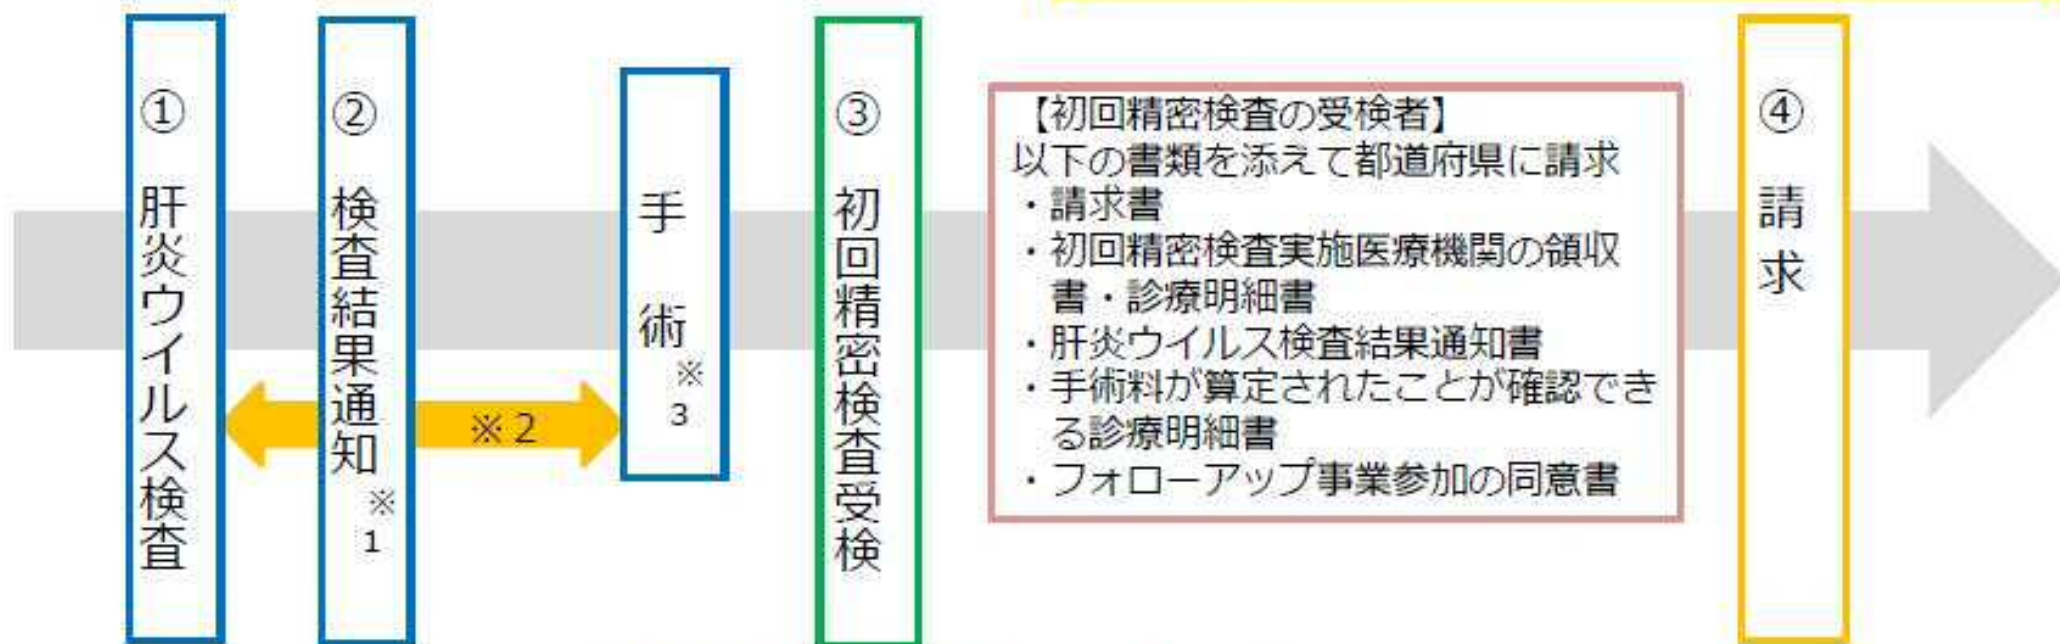 ① 肝炎ウイルス検査
② 検査結果通知※1
※2
手術※3
③ 初回精密検査受検
【初回精密検査の受検者】
以下の書類を添えて都道府県に請求
・請求書
・初回精密検査実施医療機関の領収
書・診療明細書
・肝炎ウイルス検査結果通知書
・手術料が算定されたことが確認でき
る診療明細書
・フォローアップ事業参加の同意書
④ 請求